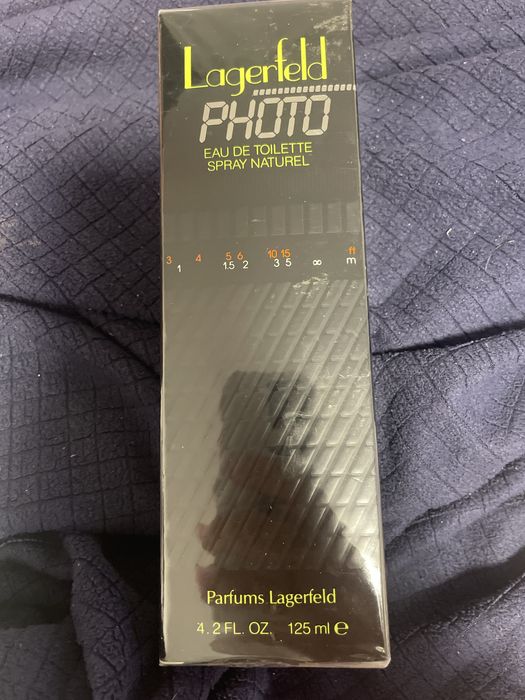 Lagerfeld
PHOTO
EAU DE TOILETTE
SPRAY NATUREL
3 4 5 6 10 15 ft
1 1.5 2 3 5 ∞ m
Parfums Lagerfeld
4.2 FL. OZ. 125 ml ℮